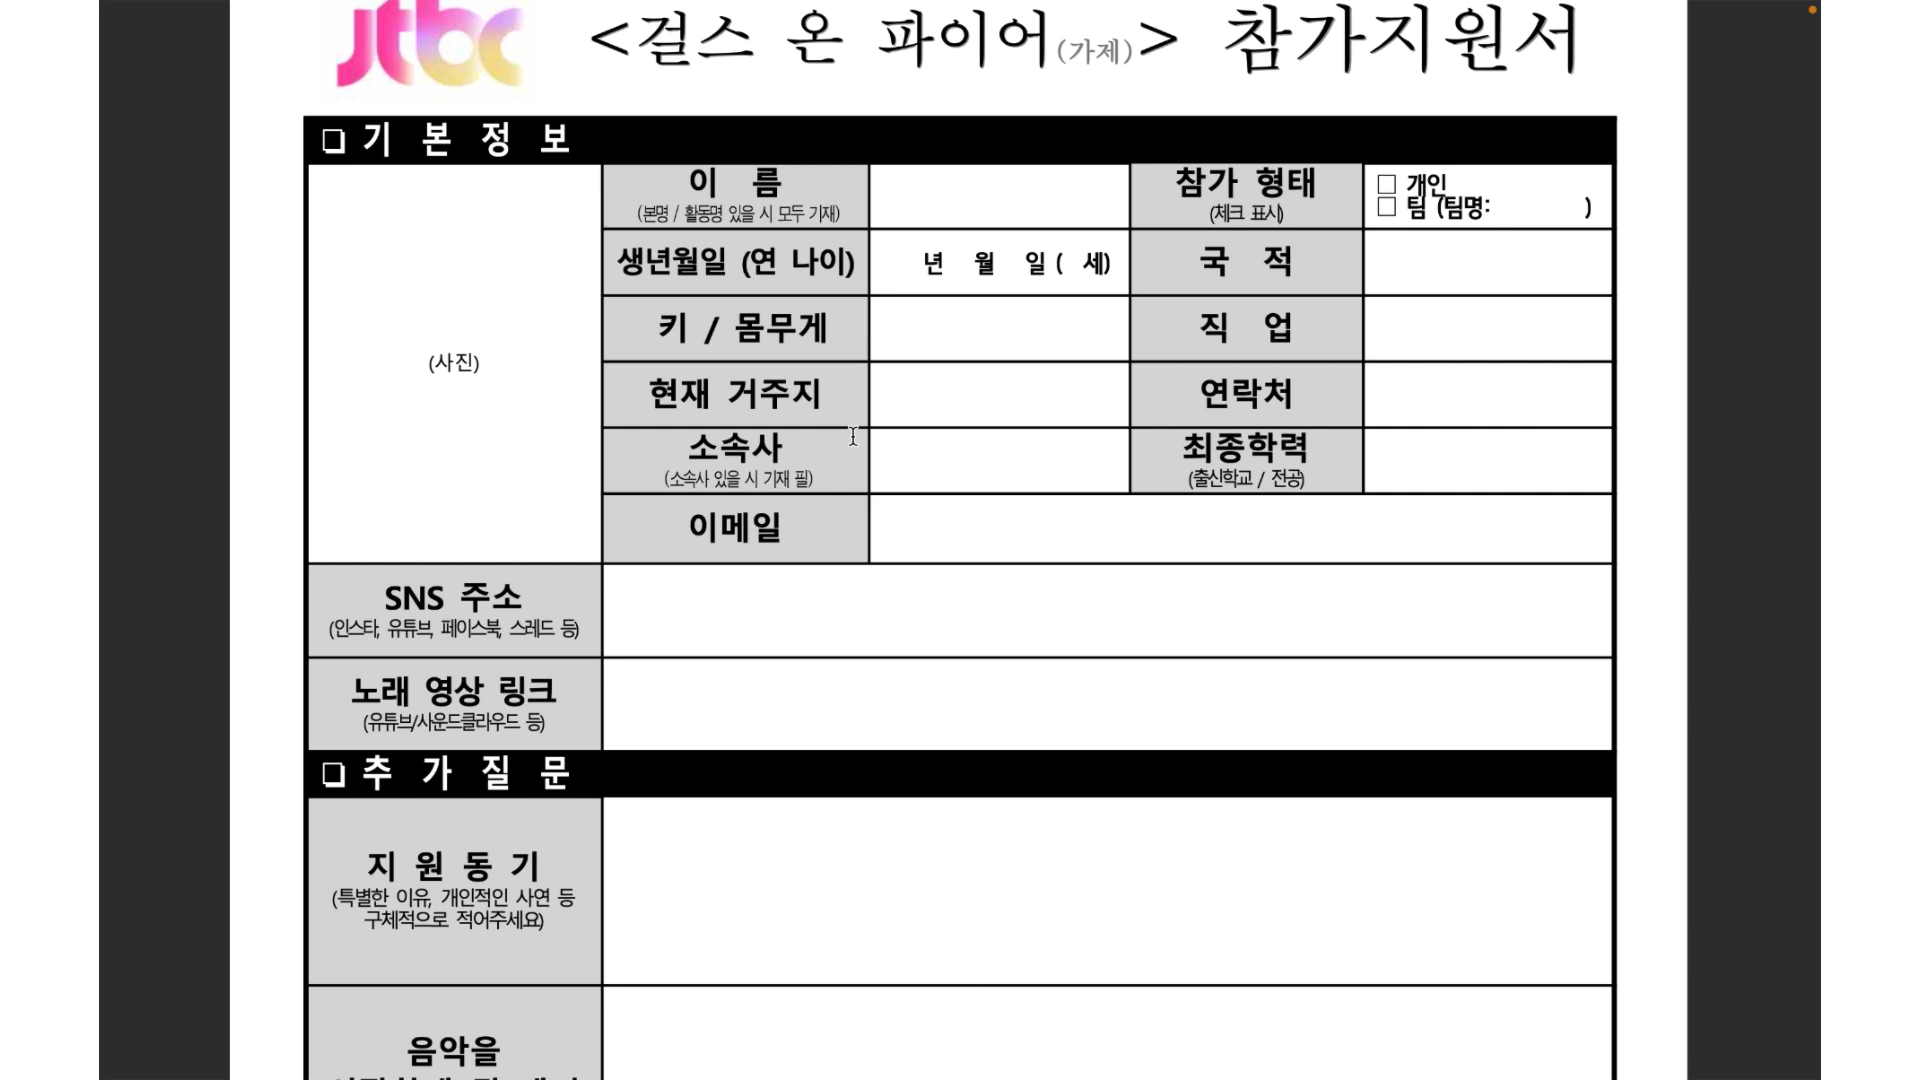 jtbc
<걸스 온 파이어(가제)> 참가지원서
❏ 기 본 정 보
(사진)
이 름
(본명 / 활동명 있을 시 모두 기재)
참가 형태
(체크 표시)
□ 개인
□ 팀 (팀명: )
생년월일 (연 나이)
년 월 일 ( 세)
국 적
키 / 몸무게
직 업
현재 거주지
연락처
소속사
(소속사 있을 시 기재 필)
최종학력
(출신학교 / 전공)
이메일
SNS 주소
(인스타, 유튜브, 페이스북, 스레드 등)
노래 영상 링크
(유튜브/사운드클라우드 등)
❏ 추 가 질 문
지 원 동 기
(특별한 이유, 개인적인 사연 등
구체적으로 적어주세요)
음악을